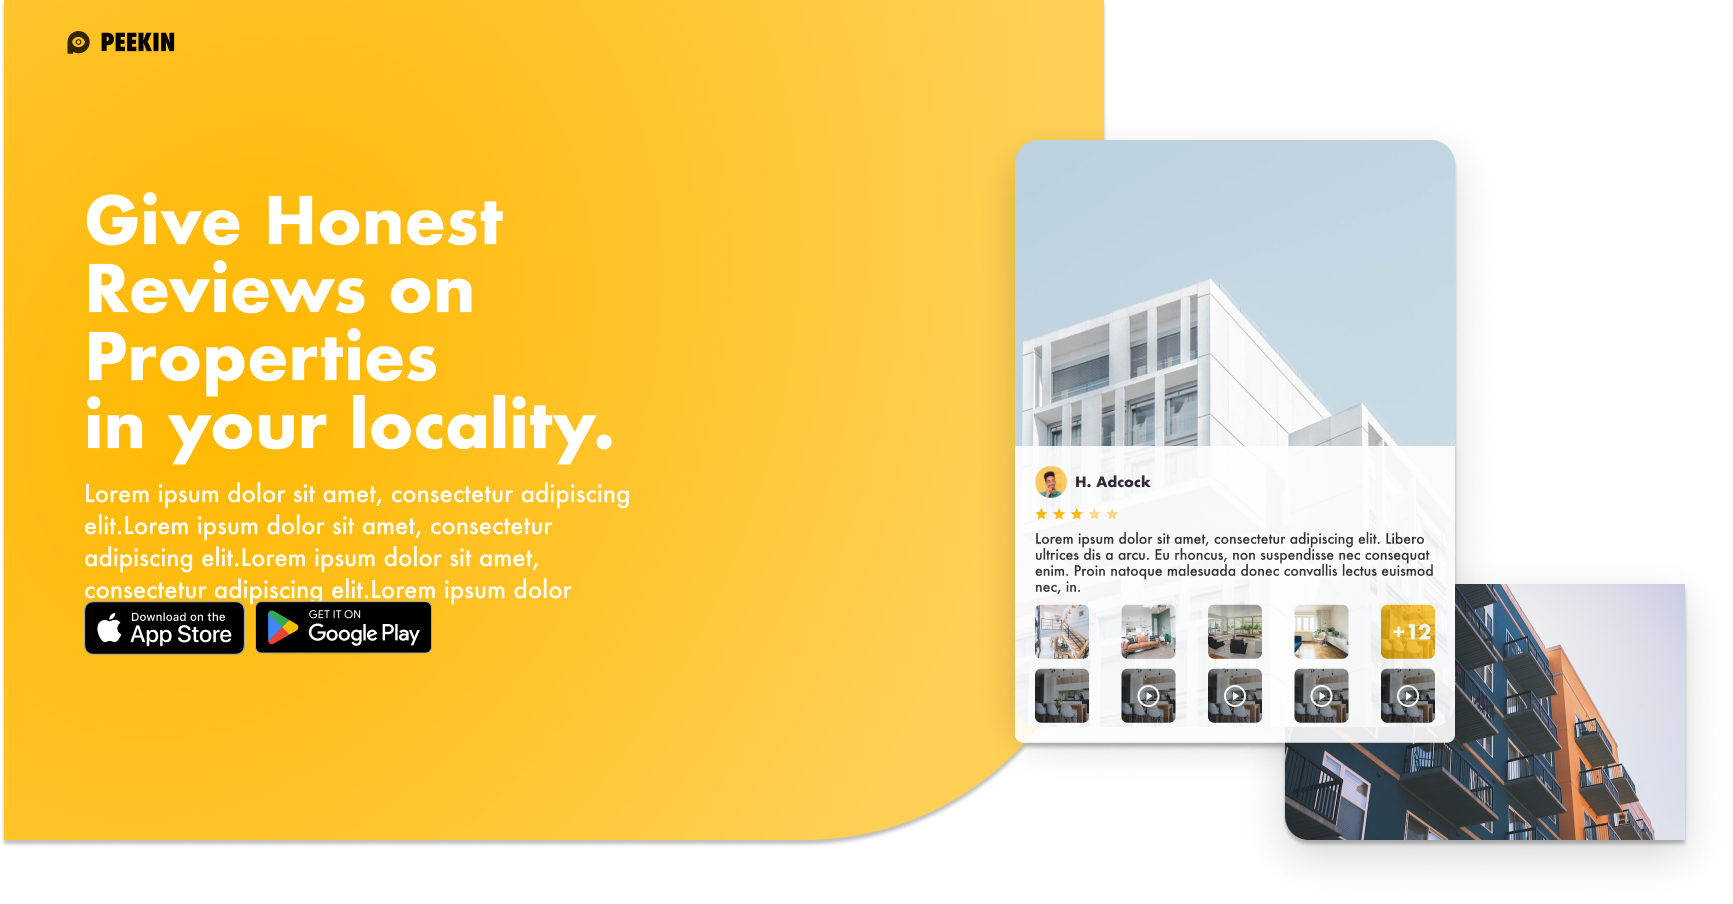 PEEKIN
Give Honest
Reviews on
Properties
in your locality.
Lorem ipsum dolor sit amet, consectetur adipiscing
elit.Lorem ipsum dolor sit amet, consectetur
adipiscing elit.Lorem ipsum dolor sit amet,
consectetur adipiscing elit.Lorem ipsum dolor
Download on the
App Store
GET IT ON
Google Play
H. Adcock
Lorem ipsum dolor sit amet, consectetur adipiscing elit. Libero
ultrices dis a arcu. Eu rhoncus, non suspendisse nec consequat
enim. Proin natoque malesuada donec convallis lectus euismod
nec, in.
+12